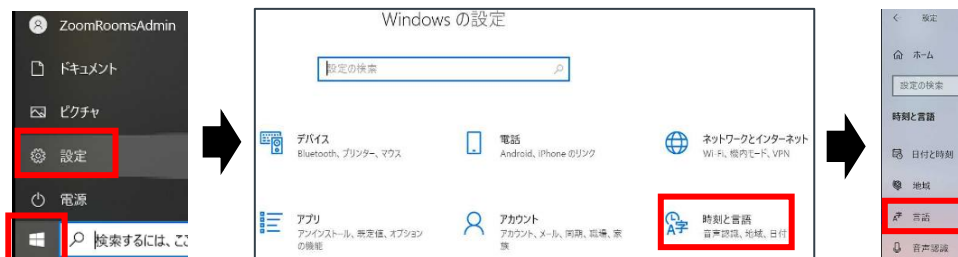 ZoomRoomsAdmin
ドキュメント
ピクチャ
設定
電源
検索するには、ここ
Windows の設定
設定の検索
デバイス
Bluetooth、プリンター、マウス
電話
Android、iPhone のリンク
ネットワークとインターネット
Wi-Fi、機内モード、VPN
アプリ
アンインストール、既定値、オプション
の機能
アカウント
アカウント、メール、同期、職場、家
族
時刻と言語
音声認識、地域、日付
設定
ホーム
設定の検索
時刻と言語
日付と時刻
地域
言語
音声認識